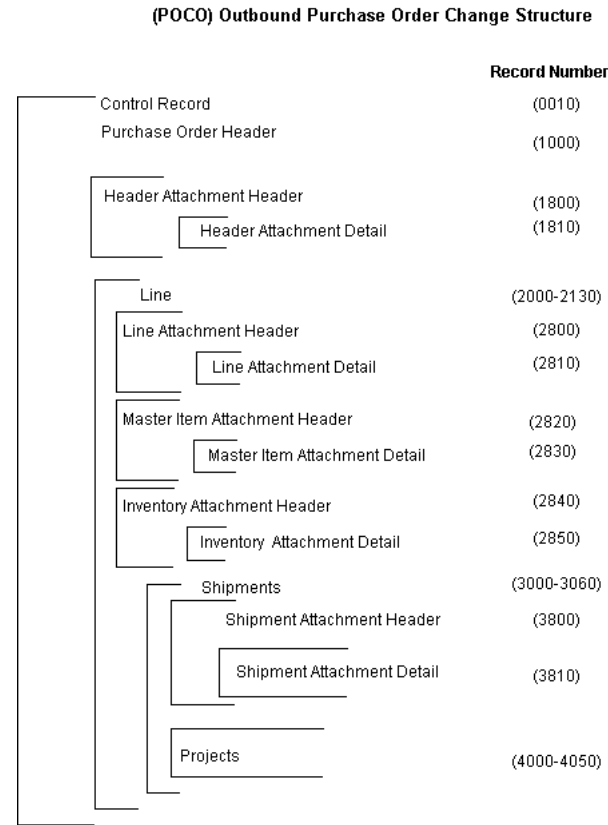 (POCO) Outbound Purchase Order Change Structure
Record Number
Control Record (0010)
Purchase Order Header (1000)
Header Attachment Header (1800)
Header Attachment Detail (1810)
Line (2000-2130)
Line Attachment Header (2800)
Line Attachment Detail (2810)
Master Item Attachment Header (2820)
Master Item Attachment Detail (2830)
Inventory Attachment Header (2840)
Inventory Attachment Detail (2850)
Shipments (3000-3060)
Shipment Attachment Header (3800)
Shipment Attachment Detail (3810)
Projects (4000-4050)